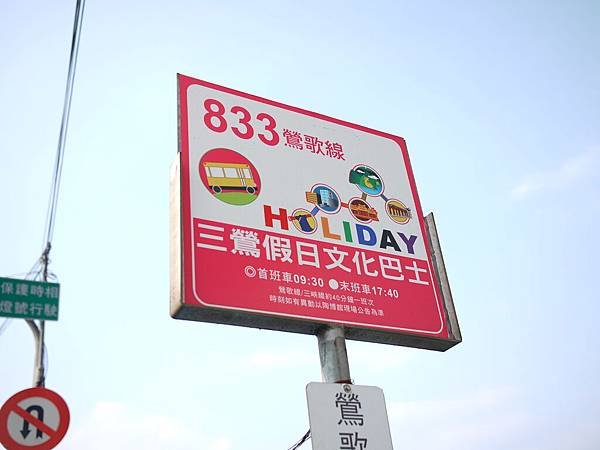 833鶯歌線
HOLIDAY
三鶯假日文化巴士
◎首班車09:30 ●末班車17:40
鶯歌線/三峽線約40分鐘一班次
時刻如有異動以陶博館現場公告為準
保護時相
燈號行駛
鶯歌